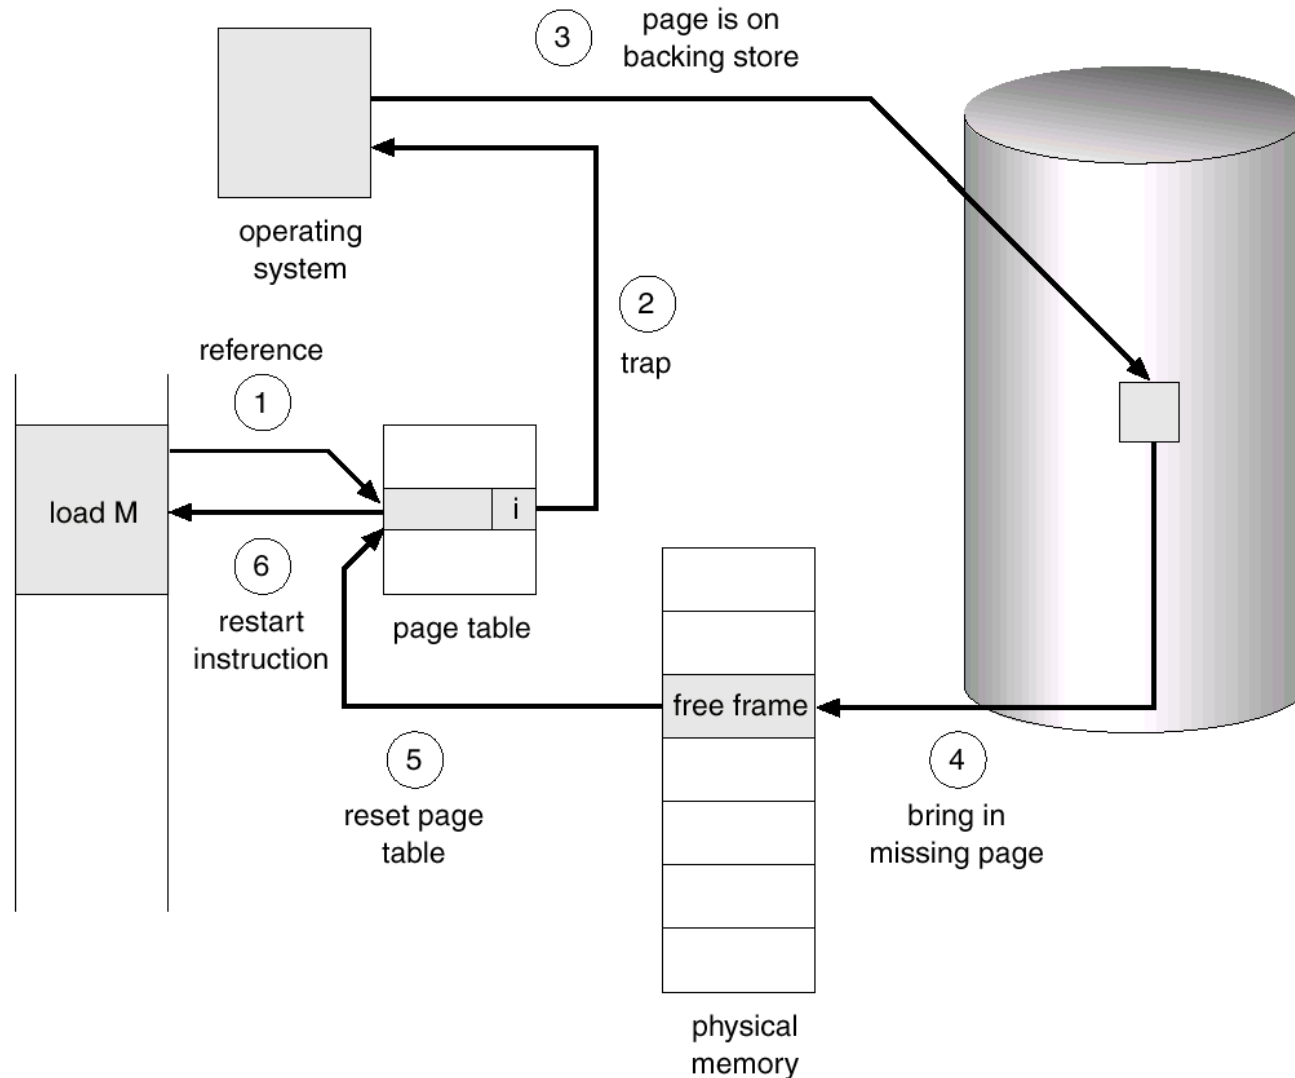 3
page is on
backing store
operating
system
2
trap
reference
1
load M
i
6
restart
instruction
page table
free frame
5
reset page
table
4
bring in
missing page
physical
memory